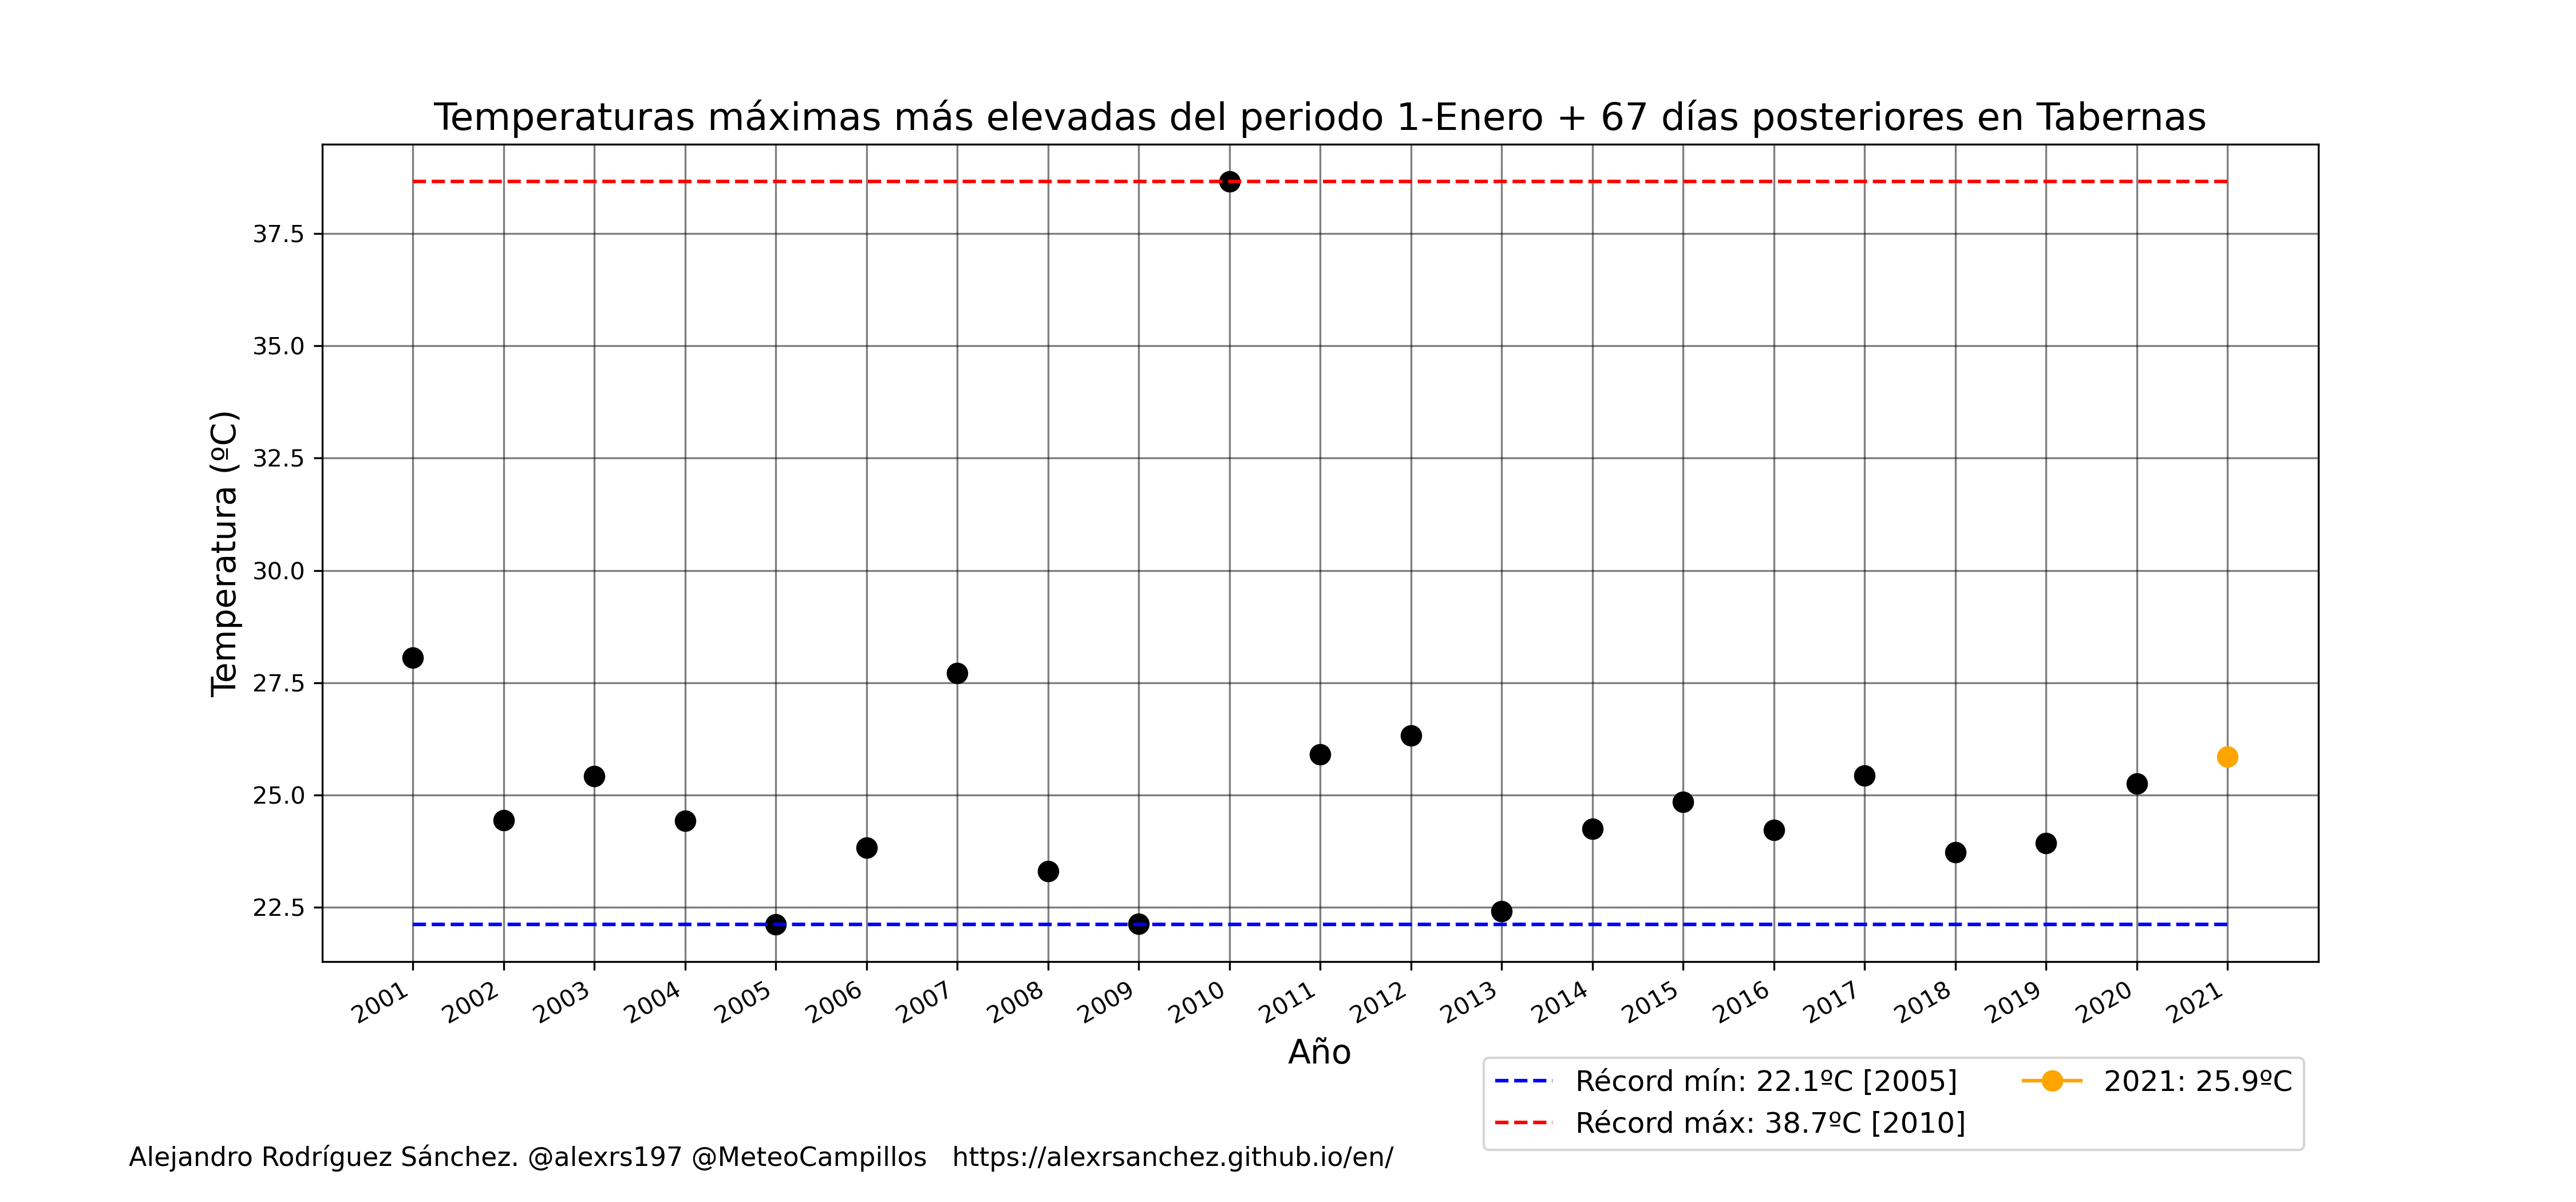 Temperaturas máximas más elevadas del periodo 1-Enero + 67 días posteriores en Tabernas
Temperatura (ºC)
37.5
35.0
32.5
30.0
27.5
25.0
22.5
2001 2002 2003 2004 2005 2006 2007 2008 2009 2010 2011 2012 2013 2014 2015 2016 2017 2018 2019 2020 2021
Año
Récord mín: 22.1ºC [2005]
Récord máx: 38.7ºC [2010]
2021: 25.9ºC
Alejandro Rodríguez Sánchez. @alexrs197 @MeteoCampillos https://alexrsanchez.github.io/en/